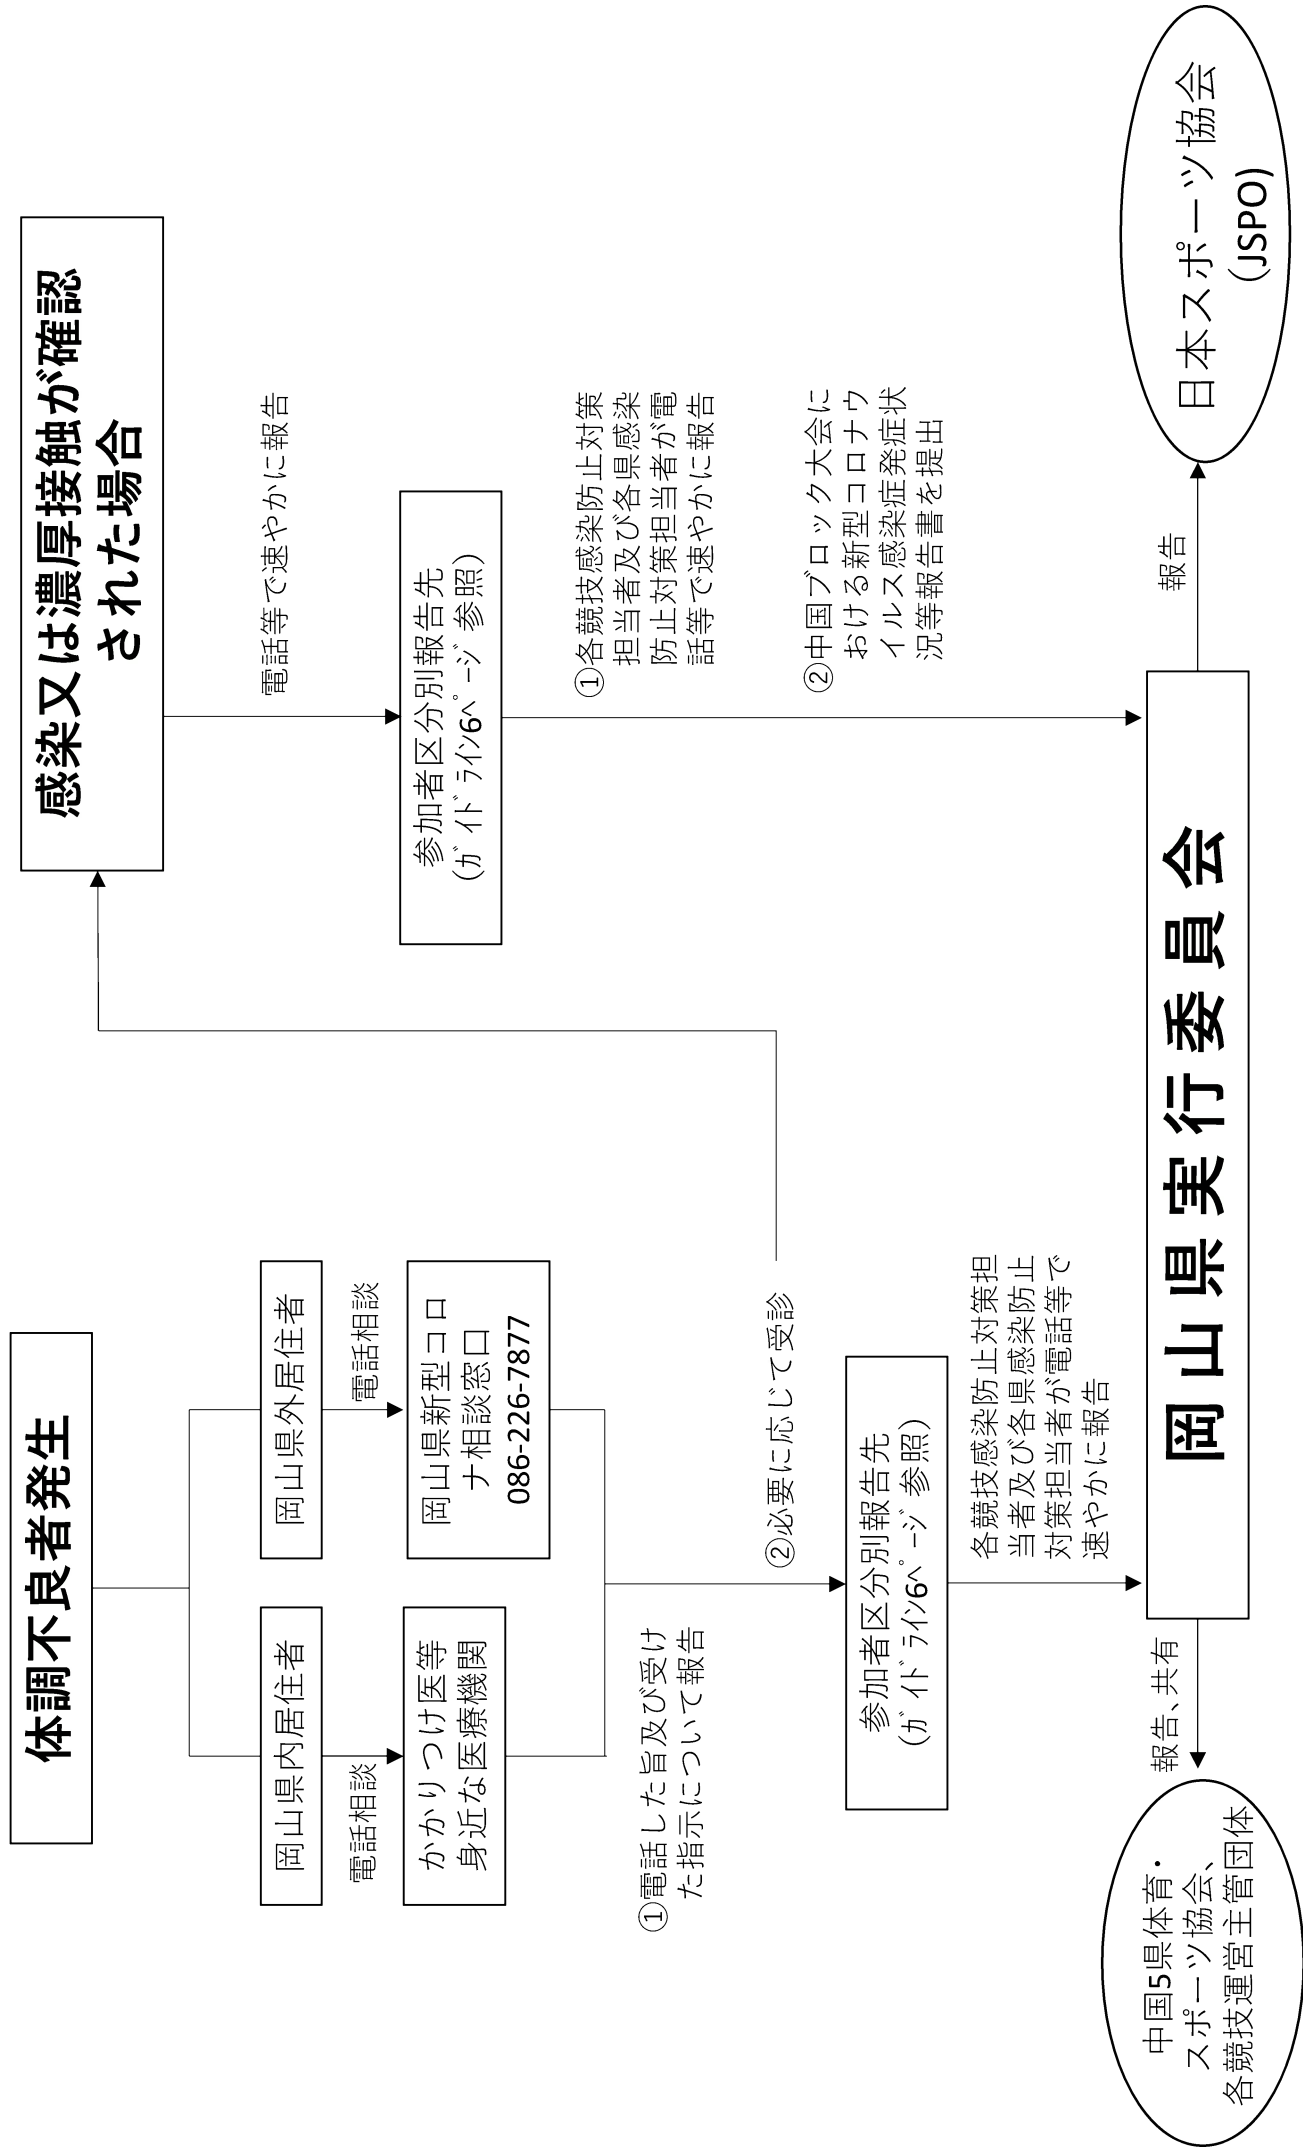 体調不良者発生
岡山県内居住者
電話相談
かかりつけ医等
身近な医療機関
岡山県外居住者
電話相談
岡山県新型コロ
ナ相談窓口
086-226-7877
①電話した旨及び受け
た指示について報告
②必要に応じて受診
参加者区分別報告先
(ｶﾞｲﾄﾞﾗｲﾝ6ﾍﾟｰｼﾞ参照)
各競技感染防止対策担
当者及び各県感染防止
対策担当者が電話等で
速やかに報告
感染又は濃厚接触が確認
された場合
電話等で速やかに報告
参加者区分別報告先
(ｶﾞｲﾄﾞﾗｲﾝ6ﾍﾟｰｼﾞ参照)
①各競技感染防止対策
担当者及び各県感染
防止対策担当者が電
話等で速やかに報告
②中国ブロック大会に
おける新型コロナウ
イルス感染症発症状
況等報告書を提出
岡山県実行委員会
報告、共有
中国5県体育・
スポーツ協会、
各競技運営主管団体
報告
日本スポーツ協会
（JSPO)